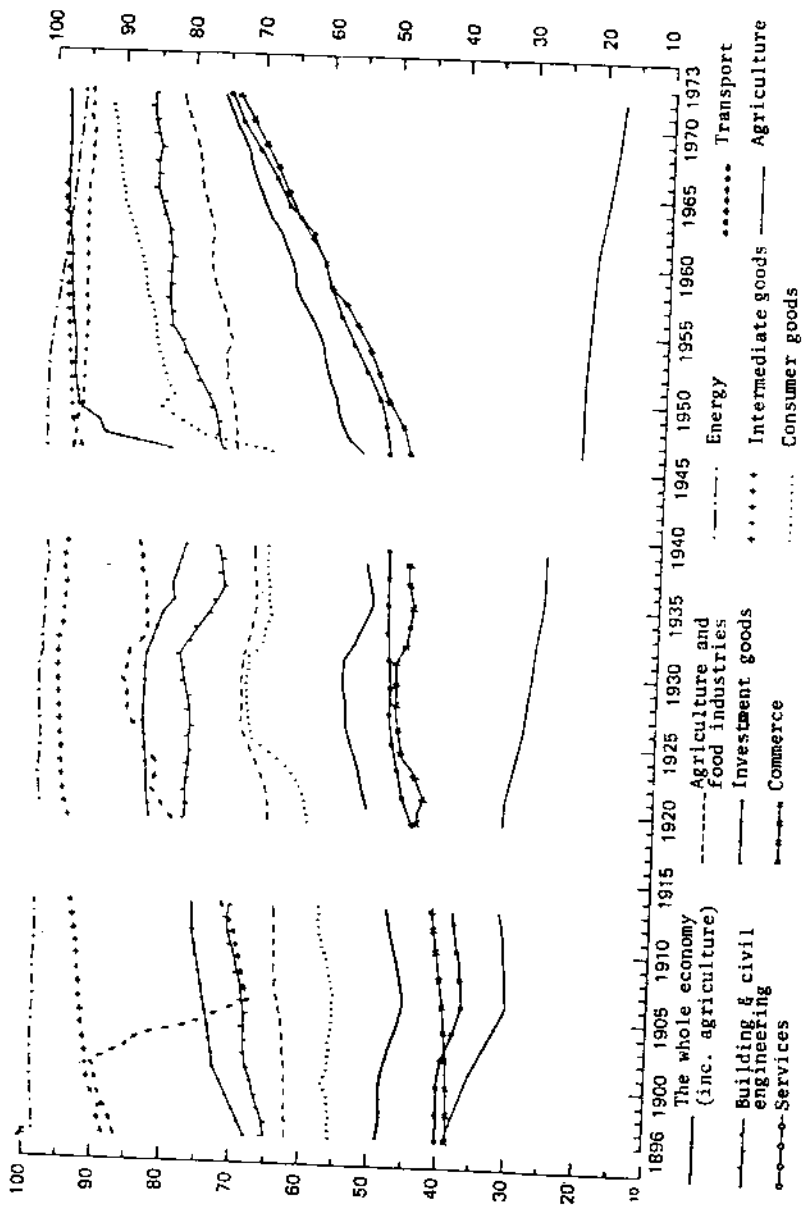 100
90
80
70
60
50
40
30
20
10
100
90
80
70
60
50
40
30
20
10
1896 1900 1905 1910 1915 1920 1925 1930 1935 1940 1945 1950 1955 1960 1965 1970 1973
The whole economy
(inc. agriculture)
Agriculture and
food industries
Energy
Transport
Building & civil
engineering
Investment goods
Intermediate goods
Agriculture
Services
Commerce
Consumer goods